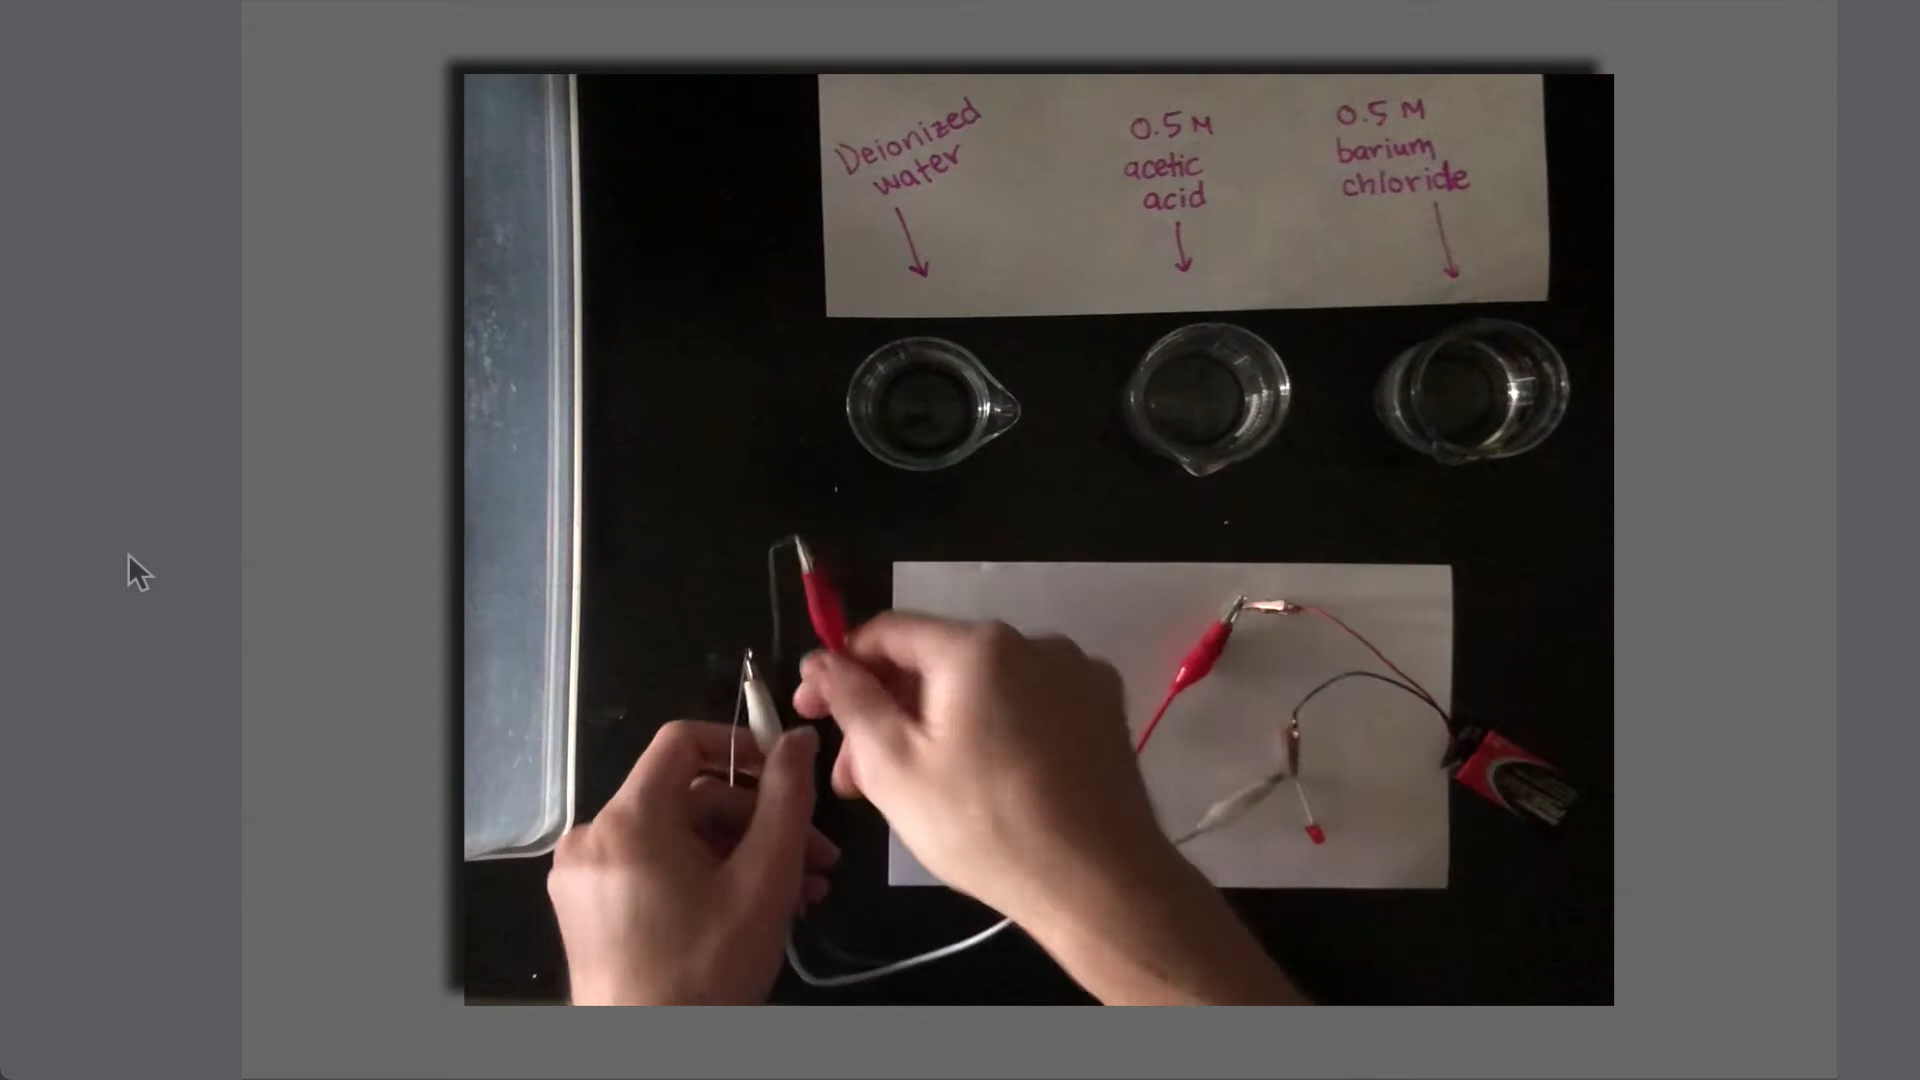 Deionized
water
0.5 M
acetic
acid
0.5 M
barium
chloride